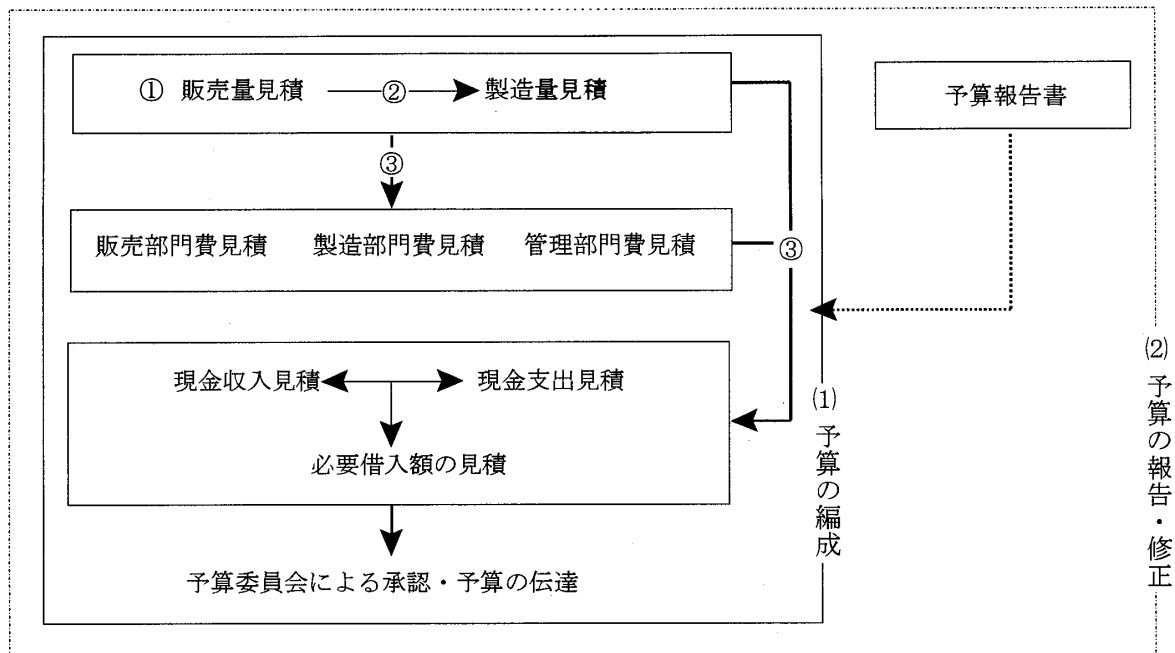 ① 販売量見積 ② 製造量見積
予算報告書
③
販売部門費見積 製造部門費見積 管理部門費見積
③
現金収入見積 現金支出見積
必要借入額の見積
予算委員会による承認・予算の伝達
(1) 予算の編成
(2) 予算の報告・修正